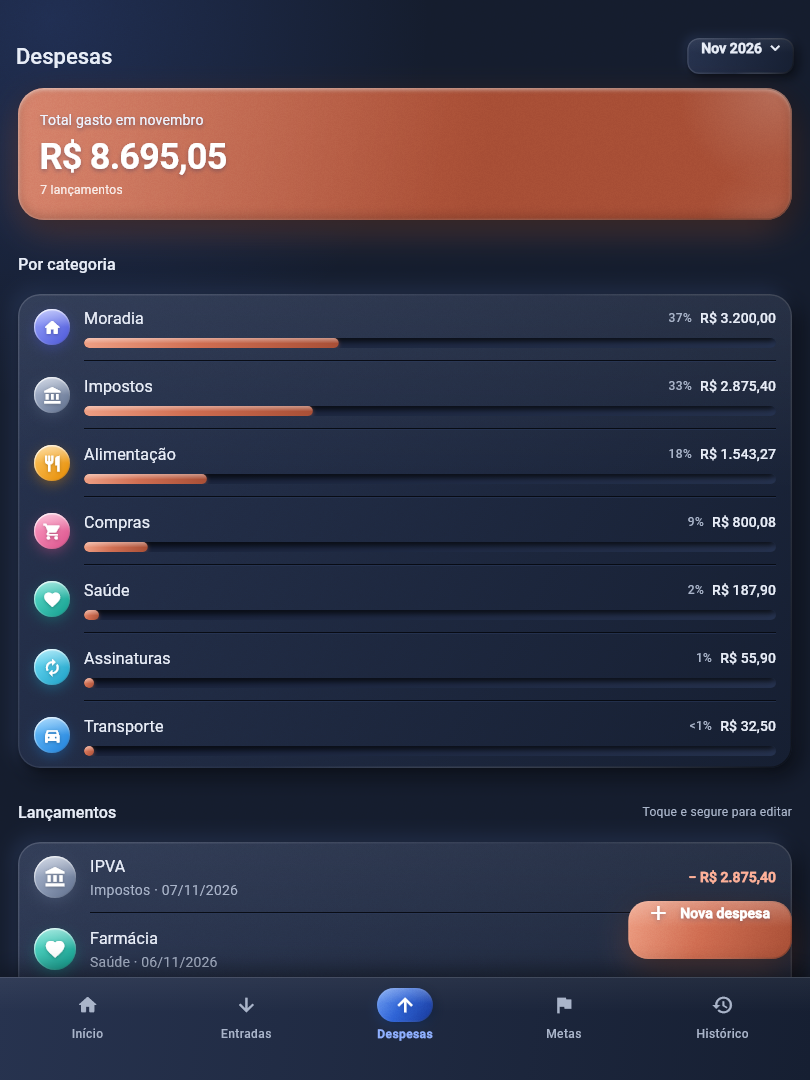 Despesas
Nov 2026
Total gasto em novembro
R$ 8.695,05
7 lançamentos
Por categoria
Moradia 37% R$ 3.200,00
Impostos 33% R$ 2.875,40
Alimentação 18% R$ 1.543,27
Compras 9% R$ 800,08
Saúde 2% R$ 187,90
Assinaturas 1% R$ 55,90
Transporte <1% R$ 32,50
Lançamentos Toque e segure para editar
IPVA
Impostos · 07/11/2026
− R$ 2.875,40
Nova despesa
Farmácia
Saúde · 06/11/2026
Início Entradas Despesas Metas Histórico